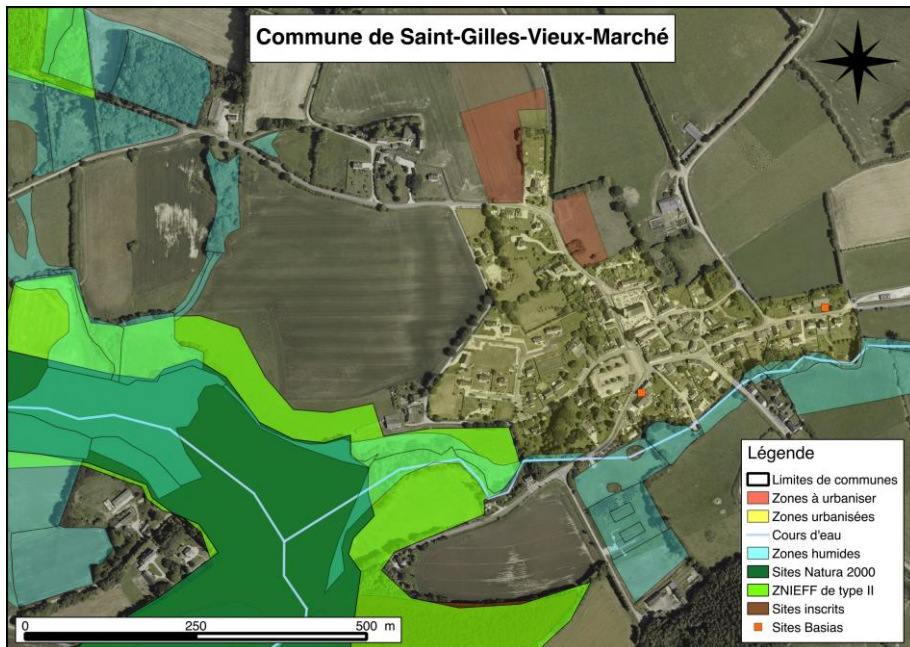 Commune de Saint-Gilles-Vieux-Marché
Légende
Limites de communes
Zones à urbaniser
Zones urbanisées
Cours d'eau
Zones humides
Sites Natura 2000
ZNIEFF de type II
Sites inscrits
Sites Basias
0 250 500 m